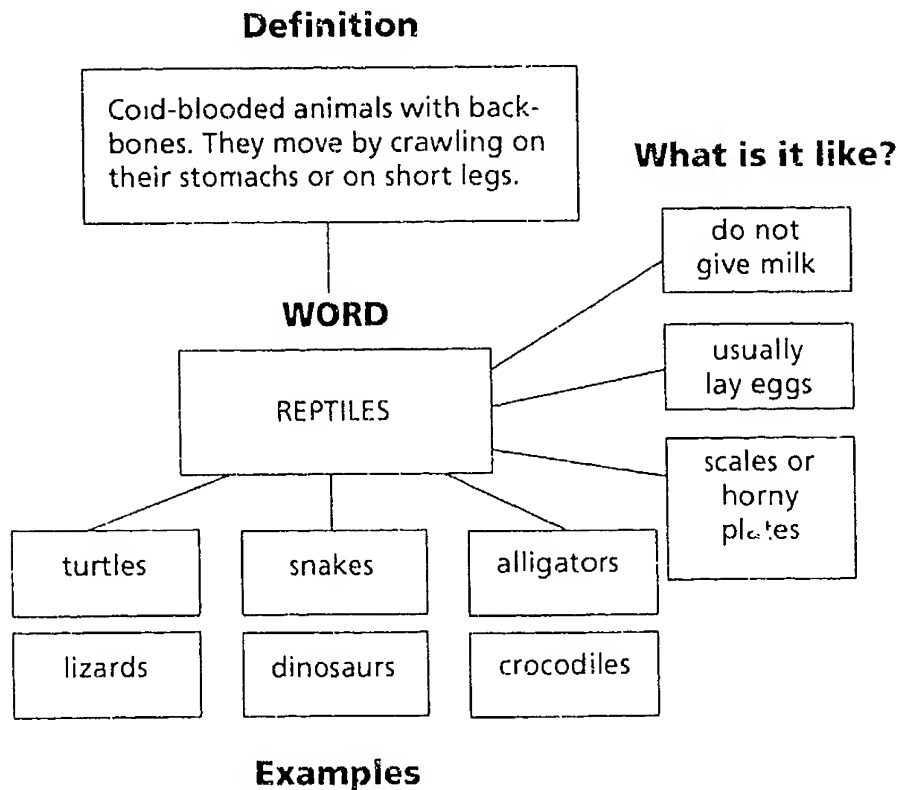 Definition
Cold-blooded animals with back-
bones. They move by crawling on
their stomachs or on short legs.
What is it like?
do not
give milk
WORD
usually
lay eggs
REPTILES
scales or
horny
plates
turtles
snakes
alligators
lizards
dinosaurs
crocodiles
Examples